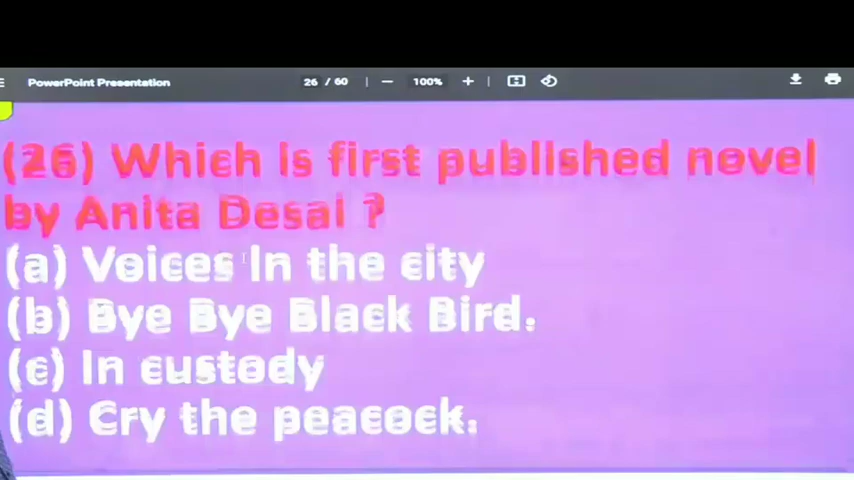 PowerPoint Presentation 26 / 60 100%
(26) Which is first published novel
by Anita Desai ?
(a) Voices In the city
(b) Bye Bye Black Bird.
(c) In custody
(d) Cry the peacock.